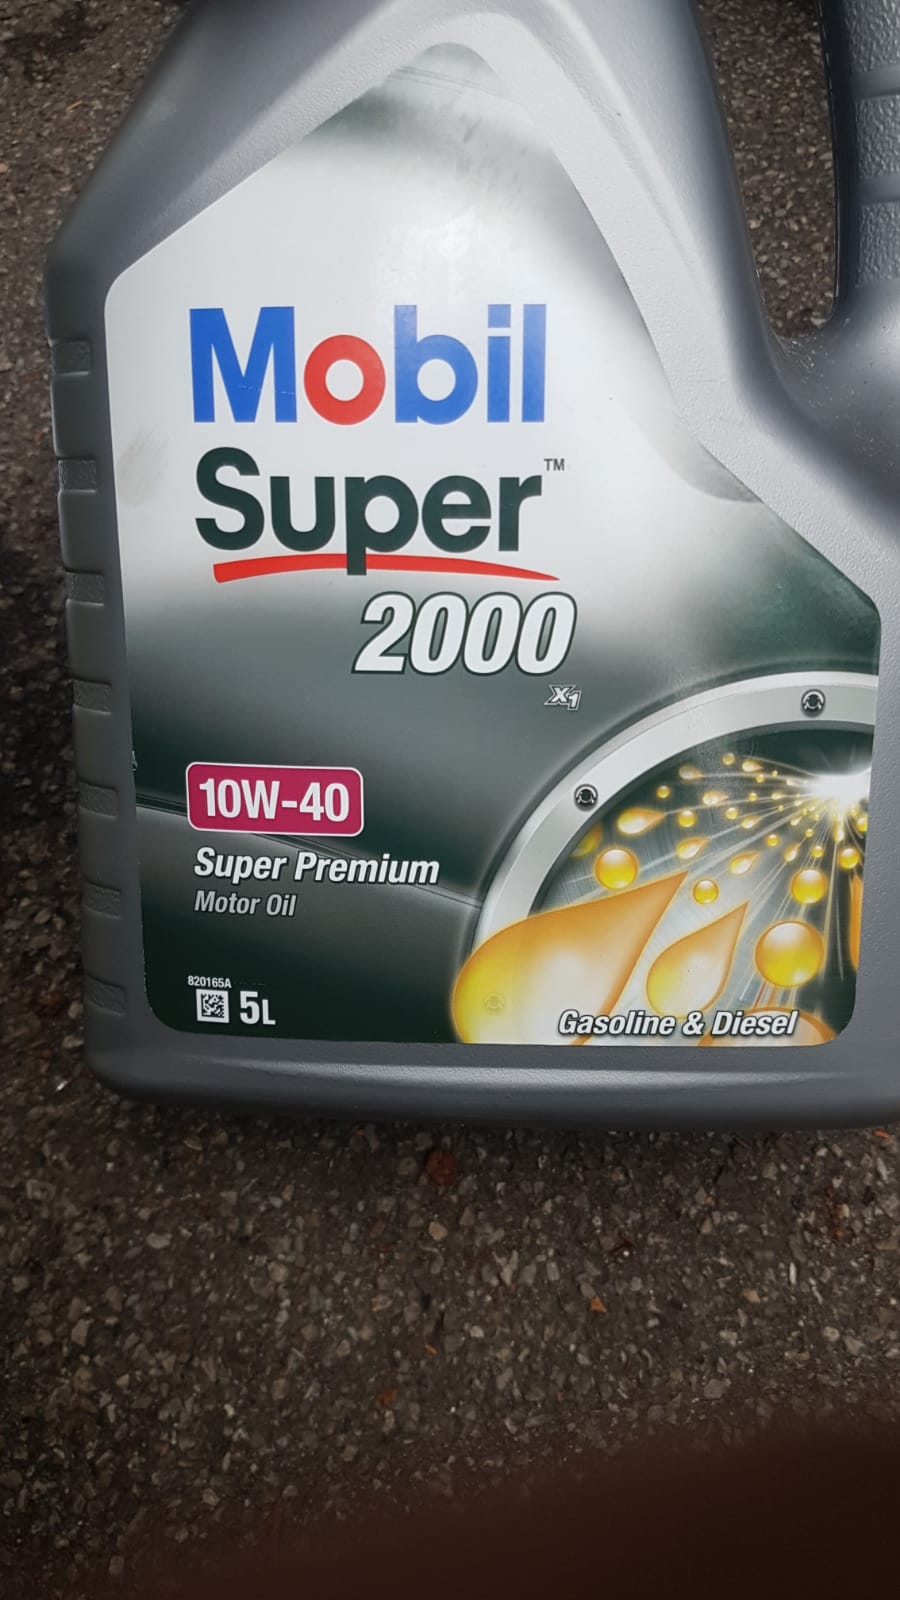 Mobil
Super™
2000
X1
10W-40
Super Premium
Motor Oil
820165A
5L
Gasoline & Diesel